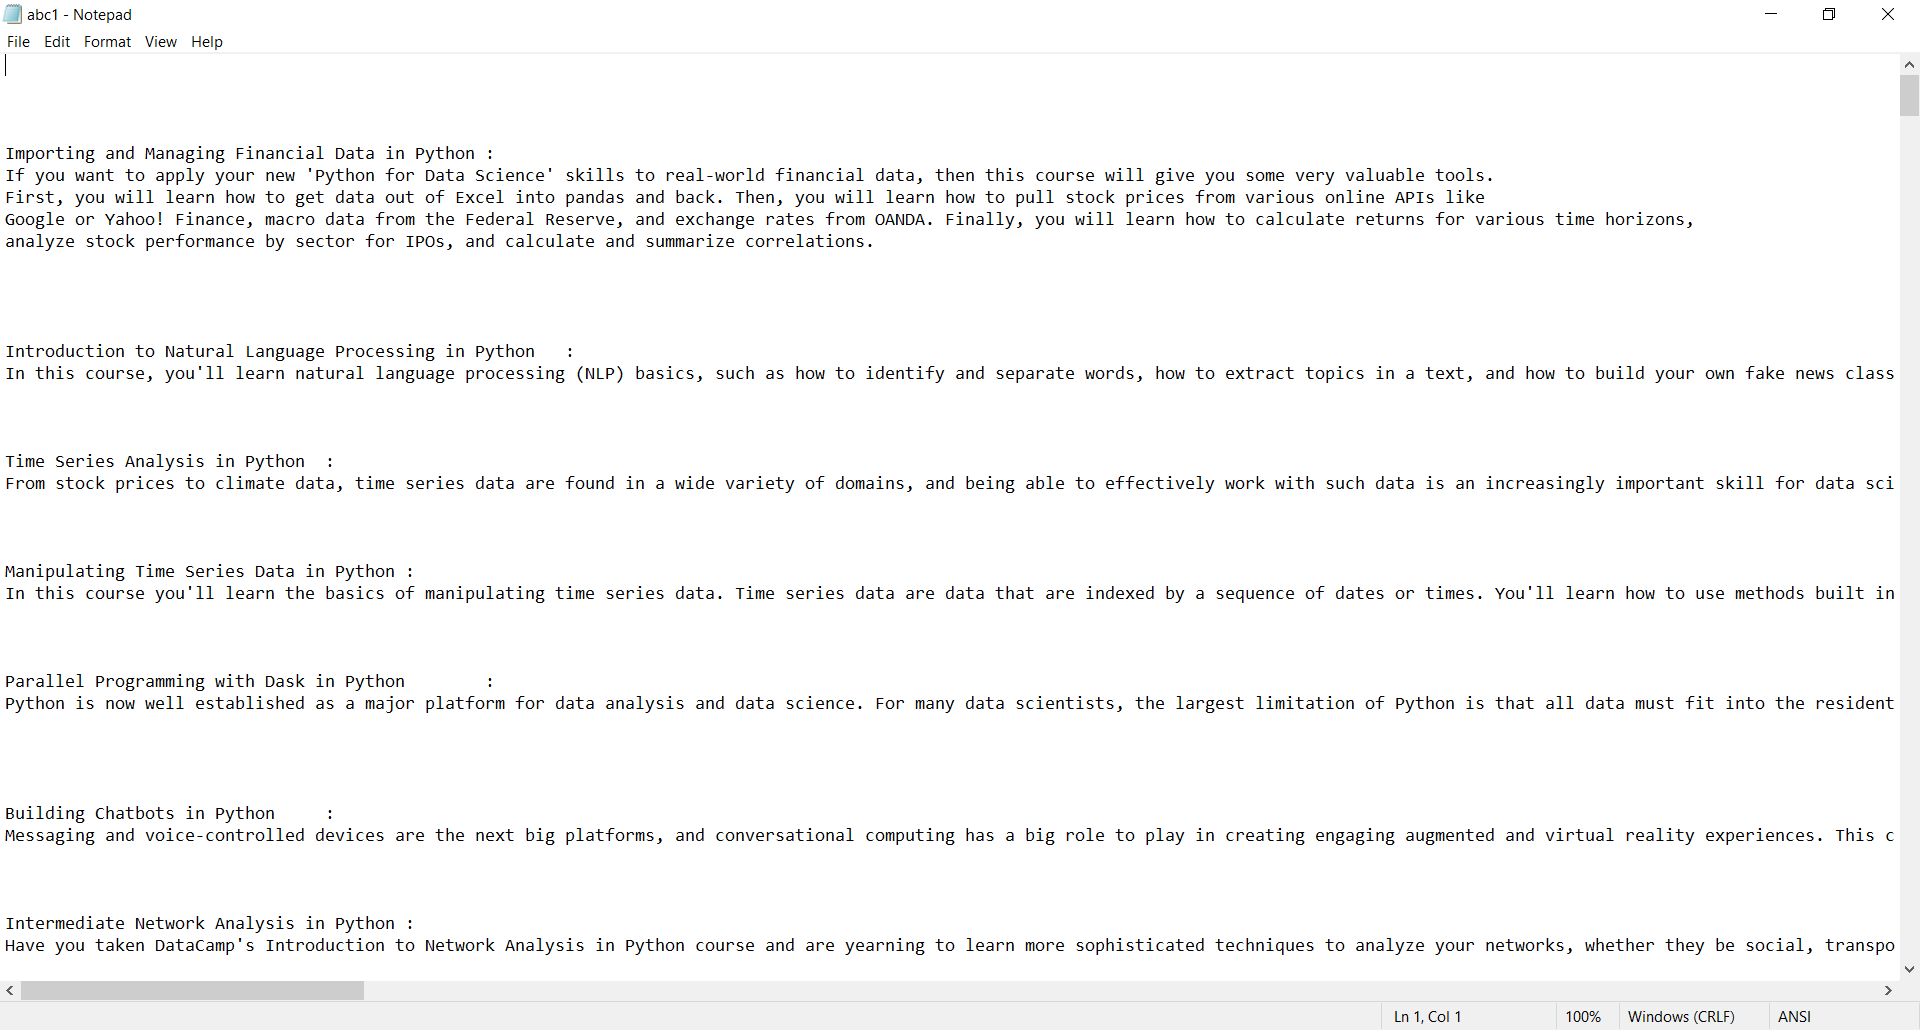 abc1 - Notepad
File Edit Format View Help
Importing and Managing Financial Data in Python :
If you want to apply your new 'Python for Data Science' skills to real-world financial data, then this course will give you some very valuable tools.
First, you will learn how to get data out of Excel into pandas and back. Then, you will learn how to pull stock prices from various online APIs like
Google or Yahoo! Finance, macro data from the Federal Reserve, and exchange rates from OANDA. Finally, you will learn how to calculate returns for various time horizons,
analyze stock performance by sector for IPOs, and calculate and summarize correlations.
Introduction to Natural Language Processing in Python   :
In this course, you'll learn natural language processing (NLP) basics, such as how to identify and separate words, how to extract topics in a text, and how to build your own fake news class
Time Series Analysis in Python  :
From stock prices to climate data, time series data are found in a wide variety of domains, and being able to effectively work with such data is an increasingly important skill for data sci
Manipulating Time Series Data in Python :
In this course you'll learn the basics of manipulating time series data. Time series data are data that are indexed by a sequence of dates or times. You'll learn how to use methods built in
Parallel Programming with Dask in Python        :
Python is now well established as a major platform for data analysis and data science. For many data scientists, the largest limitation of Python is that all data must fit into the resident
Building Chatbots in Python     :
Messaging and voice-controlled devices are the next big platforms, and conversational computing has a big role to play in creating engaging augmented and virtual reality experiences. This c
Intermediate Network Analysis in Python :
Have you taken DataCamp's Introduction to Network Analysis in Python course and are yearning to learn more sophisticated techniques to analyze your networks, whether they be social, transpo
Ln 1, Col 1 100% Windows (CRLF) ANSI